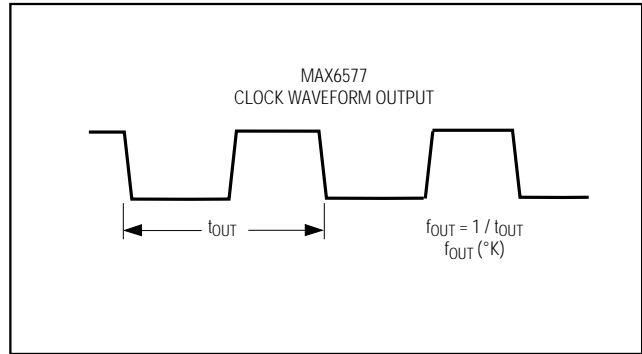 MAX6577
CLOCK WAVEFORM OUTPUT
tOUT
fOUT = 1 / tOUT
fOUT (°K)